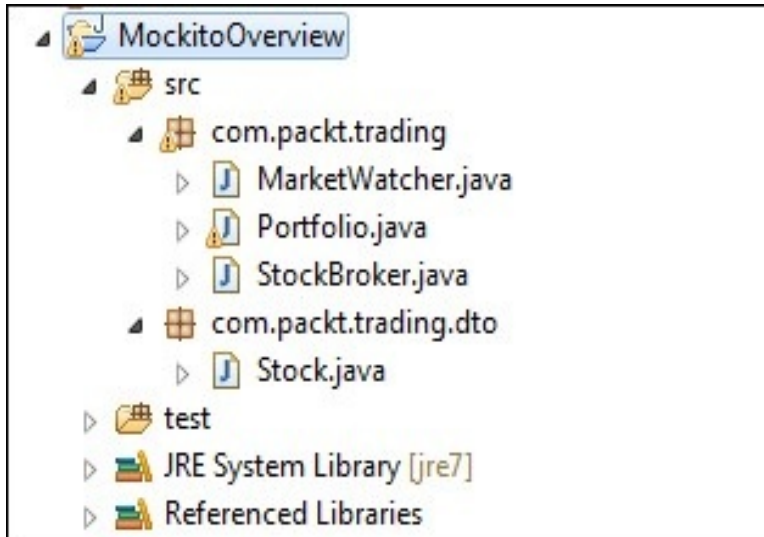 MockitoOverview
src
com.packt.trading
MarketWatcher.java
Portfolio.java
StockBroker.java
com.packt.trading.dto
Stock.java
test
JRE System Library [jre7]
Referenced Libraries